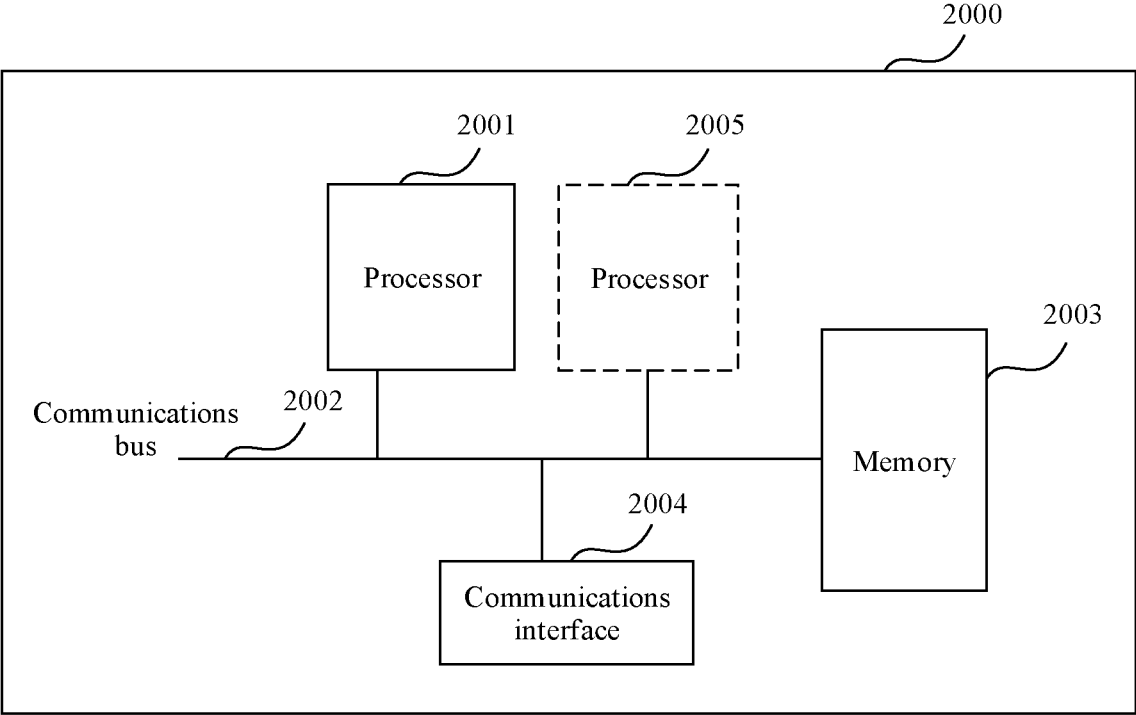 2000
2001
2005
Processor
Processor
2003
2002
Communications
bus
Memory
2004
Communications
interface